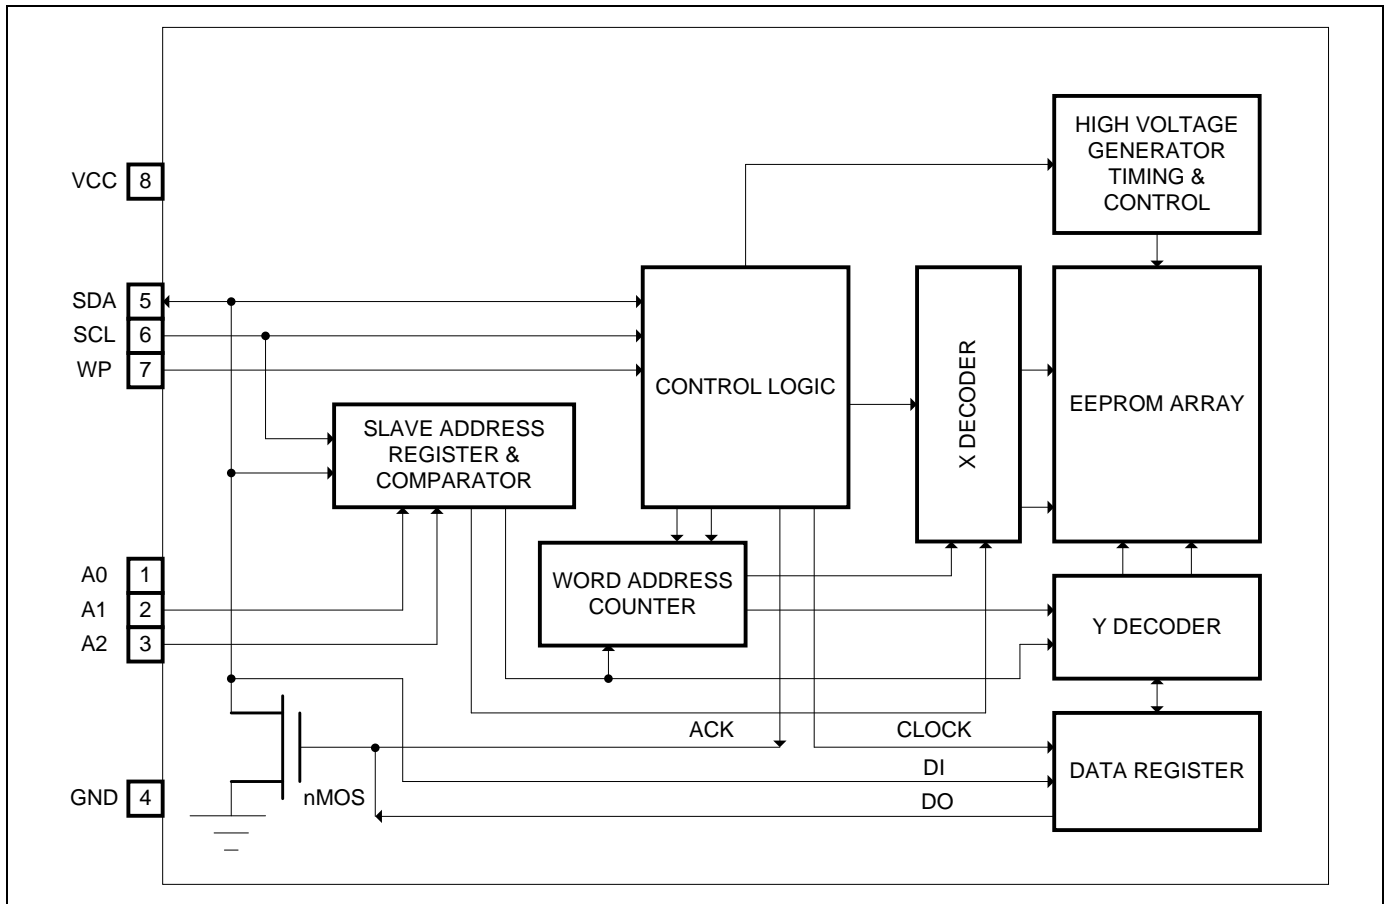 HIGH VOLTAGE
GENERATOR
TIMING &
CONTROL
VCC 8
SDA 5
SCL 6
WP 7
CONTROL LOGIC
X DECODER
EEPROM ARRAY
SLAVE ADDRESS
REGISTER &
COMPARATOR
A0 1
A1 2
A2 3
WORD ADDRESS
COUNTER
Y DECODER
ACK
CLOCK
DI
DO
DATA REGISTER
GND 4
nMOS